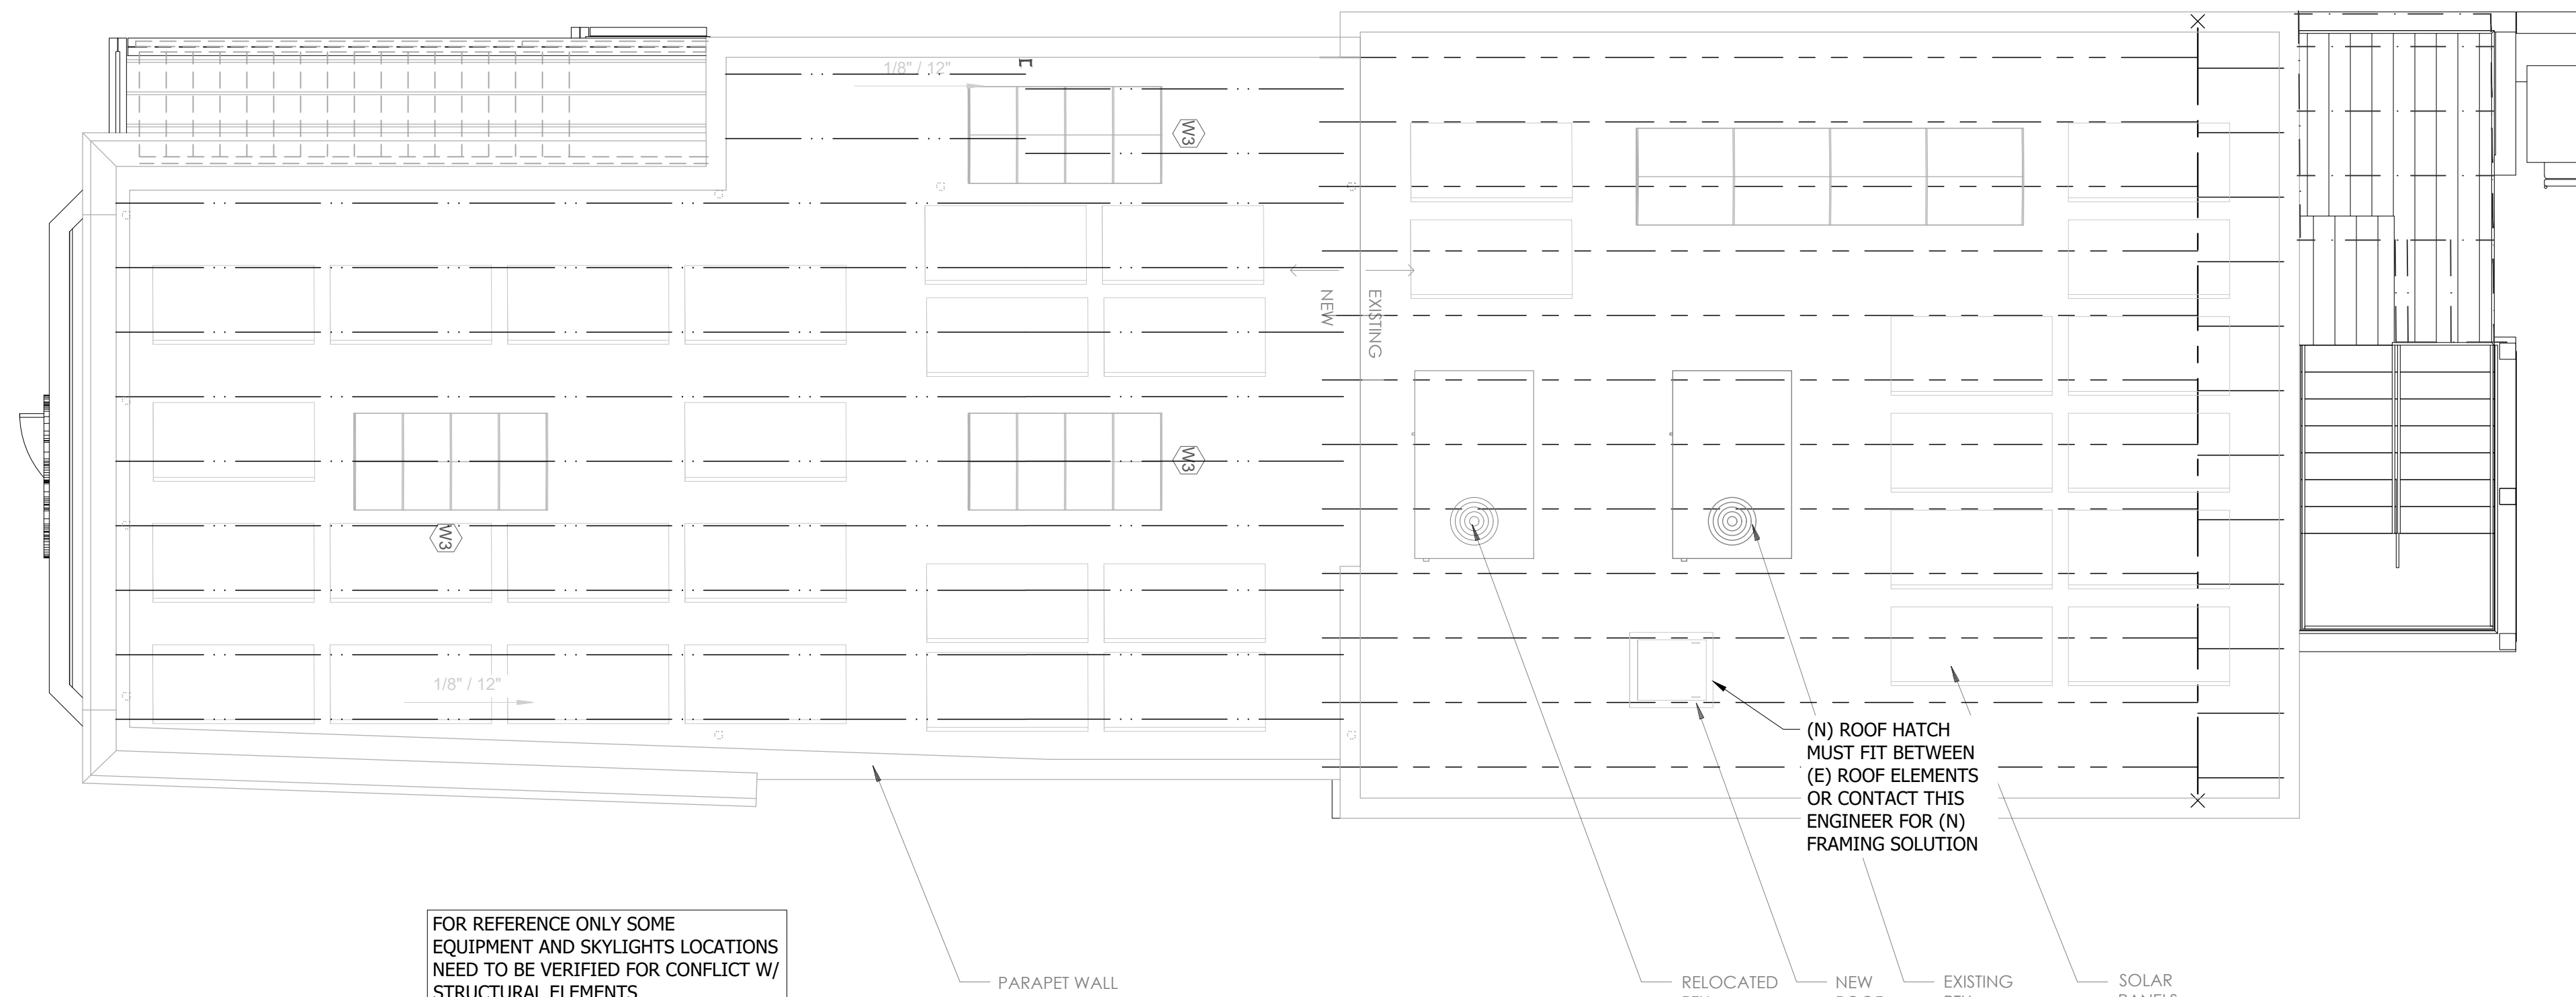 1/8" / 12"
W3
NEW
EXISTING
W3
W3
1/8" / 12"
(N) ROOF HATCH
MUST FIT BETWEEN
(E) ROOF ELEMENTS
OR CONTACT THIS
ENGINEER FOR (N)
FRAMING SOLUTION
FOR REFERENCE ONLY SOME
EQUIPMENT AND SKYLIGHTS LOCATIONS
NEED TO BE VERIFIED FOR CONFLICT W/
STRUCTURAL ELEMENTS
PARAPET WALL
RELOCATED
NEW
EXISTING
SOLAR
PANELS